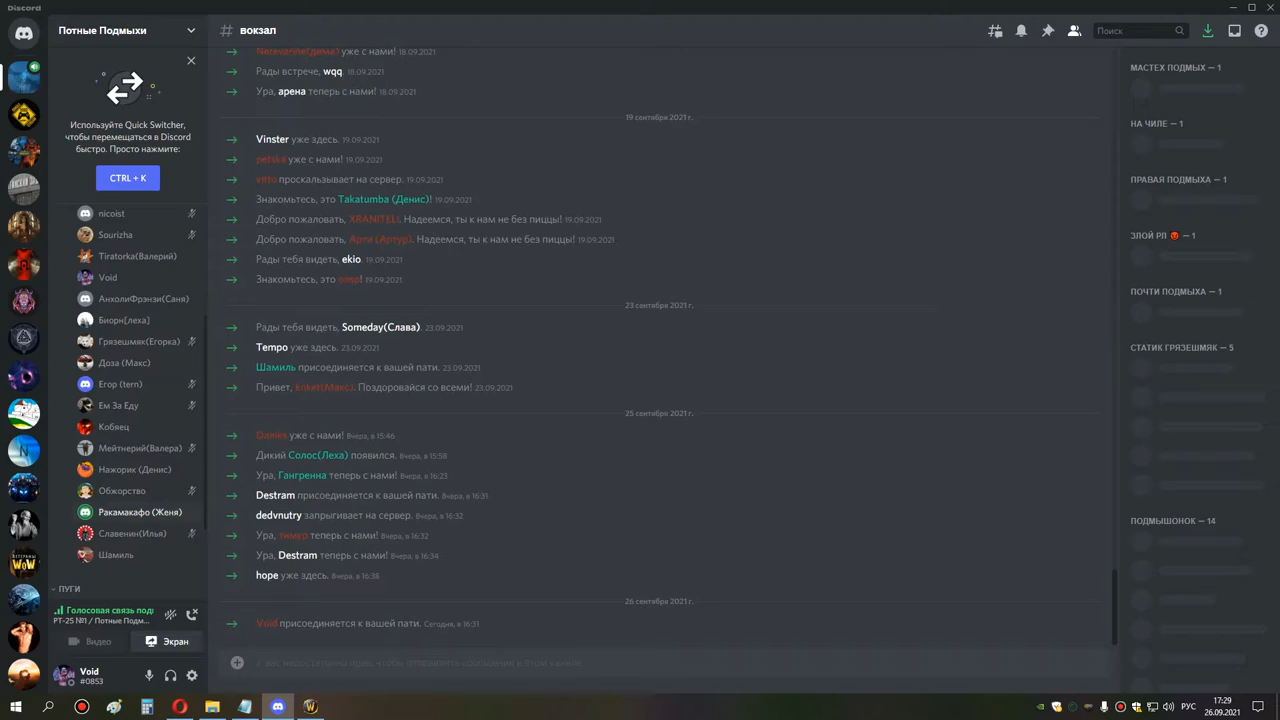 Discord
Потные Подмыхи
# вокзал
Поиск
Используйте Quick Switcher,
чтобы перемещаться в Discord
быстро. Просто нажмите:
CTRL + K
nicoist
Sourizha
Tiratorka(Валерий)
Void
АнхолиФрэнзи(Саня)
Биорн[леха]
Грязешмяк(Егорка)
Доза (Макс)
Егор (tern)
Ем За Еду
Кобяец
Мейтнерий(Валера)
Нажорик (Денис)
Обжорство
Ракамакафо (Женя)
Славенин(Илья)
Шамиль
ПУГИ
Голосовая связь под
РТ-25 №1 / Потные Подм...
Видео
Экран
Void
#0853
Nerevarine(дима) уже с нами! 18.09.2021
Рады встрече, wqq. 18.09.2021
Ура, арена теперь с нами! 18.09.2021
19 сентября 2021 г.
Vinster уже здесь. 19.09.2021
petska уже с нами! 19.09.2021
vitto проскальзывает на сервер. 19.09.2021
Знакомьтесь, это Takatumba (Денис)! 19.09.2021
Добро пожаловать, XRANITELI. Надеемся, ты к нам не без пиццы! 19.09.2021
Добро пожаловать, Арти (Артур). Надеемся, ты к нам не без пиццы! 19.09.2021
Рады тебя видеть, ekio. 19.09.2021
Знакомьтесь, это ! 19.09.2021
23 сентября 2021 г.
Рады тебя видеть, Someday(Слава). 23.09.2021
Tempo уже здесь. 23.09.2021
Шамиль присоединяется к вашей пати. 23.09.2021
Привет, (Макс). Поздоровайся со всеми! 23.09.2021
25 сентября 2021 г.
уже с нами! Вчера, в 15:46
Дикий Солос(Леха) появился. Вчера, в 15:58
Ура, Гангренна теперь с нами! Вчера, в 16:23
Destram присоединяется к вашей пати. Вчера, в 16:31
dedvnutry запрыгивает на сервер. Вчера, в 16:32
Ура, тимер теперь с нами! Вчера, в 16:32
Ура, Destram теперь с нами! Вчера, в 16:34
hope уже здесь. Вчера, в 16:38
26 сентября 2021 г.
Void присоединяется к вашей пати. Сегодня, в 16:31
МАСТЕХ ПОДМЫХ — 1
НА ЧИЛЕ — 1
ПРАВАЯ ПОДМЫХА — 1
ЗЛОЙ РЛ 😡 — 1
ПОЧТИ ПОДМЫХА — 1
СТАТИК ГРЯЗЕШМЯК — 5
ПОДМЫШОНОК — 14
РУС
17:29
26.09.2021